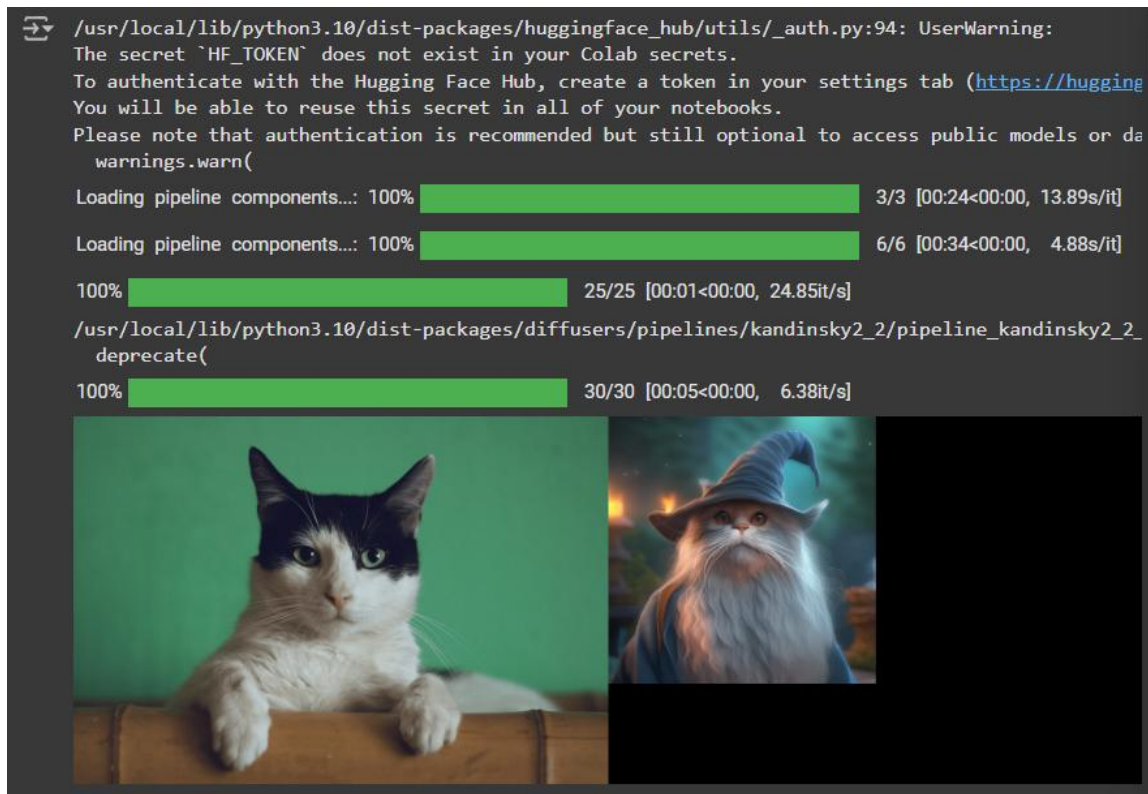 /usr/local/lib/python3.10/dist-packages/huggingface_hub/utils/_auth.py:94: UserWarning:
The secret `HF_TOKEN` does not exist in your Colab secrets.
To authenticate with the Hugging Face Hub, create a token in your settings tab (https://hugging
You will be able to reuse this secret in all of your notebooks.
Please note that authentication is recommended but still optional to access public models or da
warnings.warn(
Loading pipeline components...: 100% 3/3 [00:24<00:00, 13.89s/it]
Loading pipeline components...: 100% 6/6 [00:34<00:00, 4.88s/it]
100% 25/25 [00:01<00:00, 24.85it/s]
/usr/local/lib/python3.10/dist-packages/diffusers/pipelines/kandinsky2_2/pipeline_kandinsky2_2_
deprecate(
100% 30/30 [00:05<00:00, 6.38it/s]